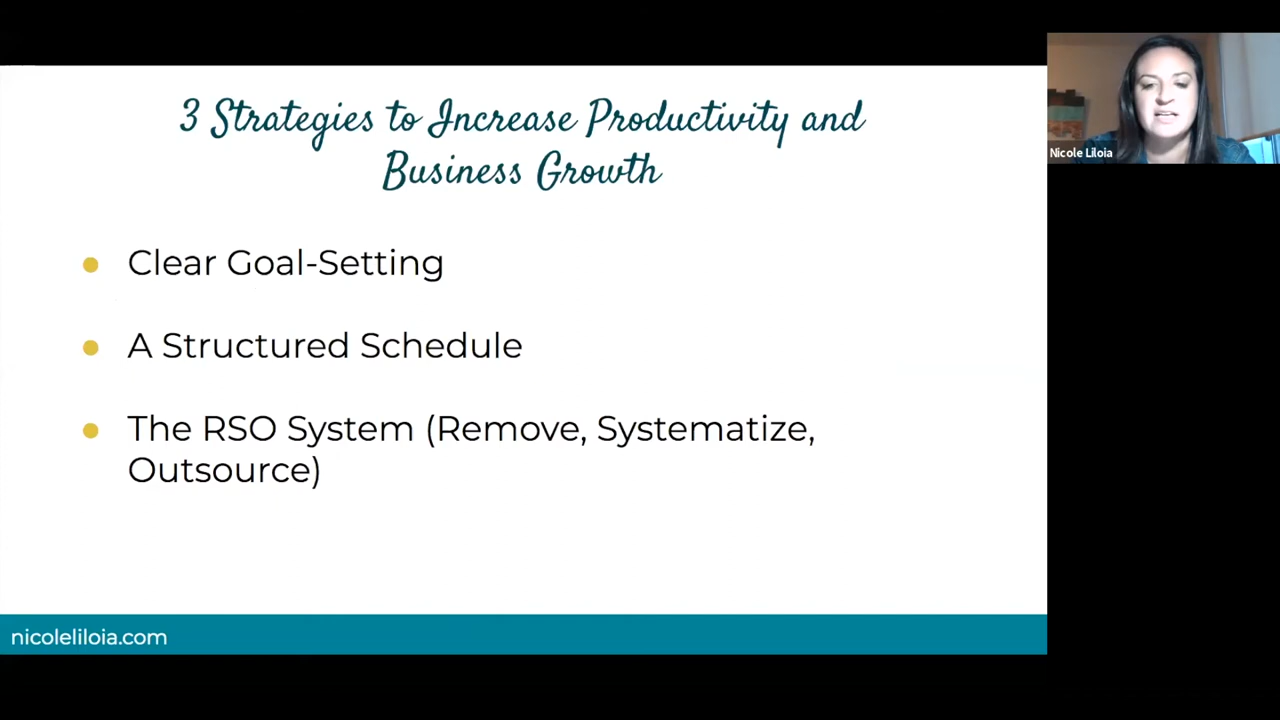 3 Strategies to Increase Productivity and
Business Growth
● Clear Goal-Setting
● A Structured Schedule
● The RSO System (Remove, Systematize,
Outsource)
nicoleliloia.com
Nicole Liloia